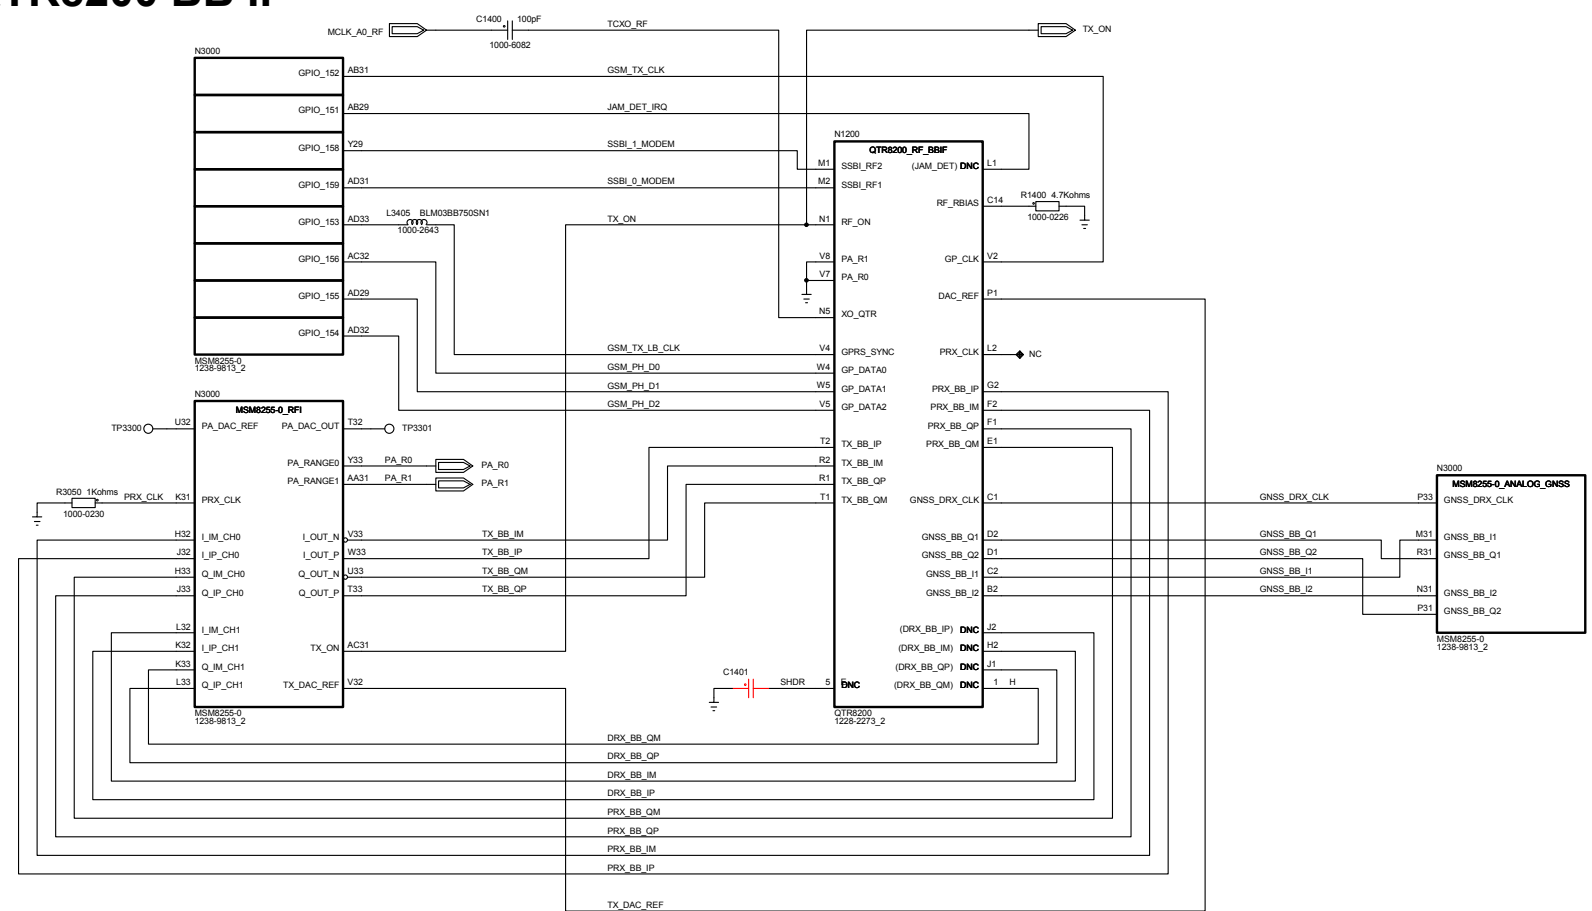 MCLK_A0_RF
C1400 100pF
1000-6082
TCXO_RF
TX_ON
N3000
GPIO_152 AB31 GSM_TX_CLK
GPIO_151 AB29 JAM_DET_IRQ
GPIO_158 Y29 SSBI_1_MODEM
GPIO_159 AD31 SSBI_0_MODEM
GPIO_153 AD33 L3405 BLM03BB750SN1 TX_ON
1000-2643
GPIO_156 AC32
GPIO_155 AD29
GPIO_154 AD32
MSM8255-0
1238-9813_2
GSM_TX_LB_CLK
GSM_PH_D0
GSM_PH_D1
GSM_PH_D2
N1200
QTR8200_RF_BBIF
M1 SSBI_RF2 (JAM_DET) DNC L1
M2 SSBI_RF1
RF_RBIAS C14 R1400 4.7Kohms
1000-0226
N1 RF_ON
V8 PA_R1 GP_CLK V2
V7 PA_R0
DAC_REF P1
N5 XO_QTR
V4 GPRS_SYNC PRX_CLK L2 NC
W4 GP_DATA0
W5 GP_DATA1 PRX_BB_IP G2
V5 GP_DATA2 PRX_BB_IM F2
PRX_BB_QP F1
T2 TX_BB_IP PRX_BB_QM E1
R2 TX_BB_IM
R1 TX_BB_QP
T1 TX_BB_QM GNSS_DRX_CLK C1 GNSS_DRX_CLK
GNSS_BB_Q1 D2 GNSS_BB_Q1
GNSS_BB_Q2 D1 GNSS_BB_Q2
GNSS_BB_I1 C2 GNSS_BB_I1
GNSS_BB_I2 B2 GNSS_BB_I2
(DRX_BB_IP) DNC J2
(DRX_BB_IM) DNC H2
(DRX_BB_QP) DNC J1
C1401 SHDR 5 DNC (DRX_BB_QM) DNC 1 H
QTR8200
1228-2273_2
N3000
MSM8255-0_RFI
TP3300 U32 PA_DAC_REF PA_DAC_OUT T32 TP3301
PA_RANGE0 Y33 PA_R0 PA_R0
PA_RANGE1 AA31 PA_R1 PA_R1
R3050 1Kohms PRX_CLK K31 PRX_CLK
1000-0230
H32 I_IM_CH0 I_OUT_N V33 TX_BB_IM
J32 I_IP_CH0 I_OUT_P W33 TX_BB_IP
H33 Q_IM_CH0 Q_OUT_N U33 TX_BB_QM
J33 Q_IP_CH0 Q_OUT_P T33 TX_BB_QP
L32 I_IM_CH1
K32 I_IP_CH1 TX_ON AC31
K33 Q_IM_CH1
L33 Q_IP_CH1 TX_DAC_REF V32
MSM8255-0
1238-9813_2
N3000
MSM8255-0_ANALOG_GNSS
P33 GNSS_DRX_CLK
M31 GNSS_BB_I1
R31 GNSS_BB_Q1
N31 GNSS_BB_I2
P31 GNSS_BB_Q2
MSM8255-0
1238-9813_2
DRX_BB_QM
DRX_BB_QP
DRX_BB_IM
DRX_BB_IP
PRX_BB_QM
PRX_BB_QP
PRX_BB_IM
PRX_BB_IP
TX_DAC_REF